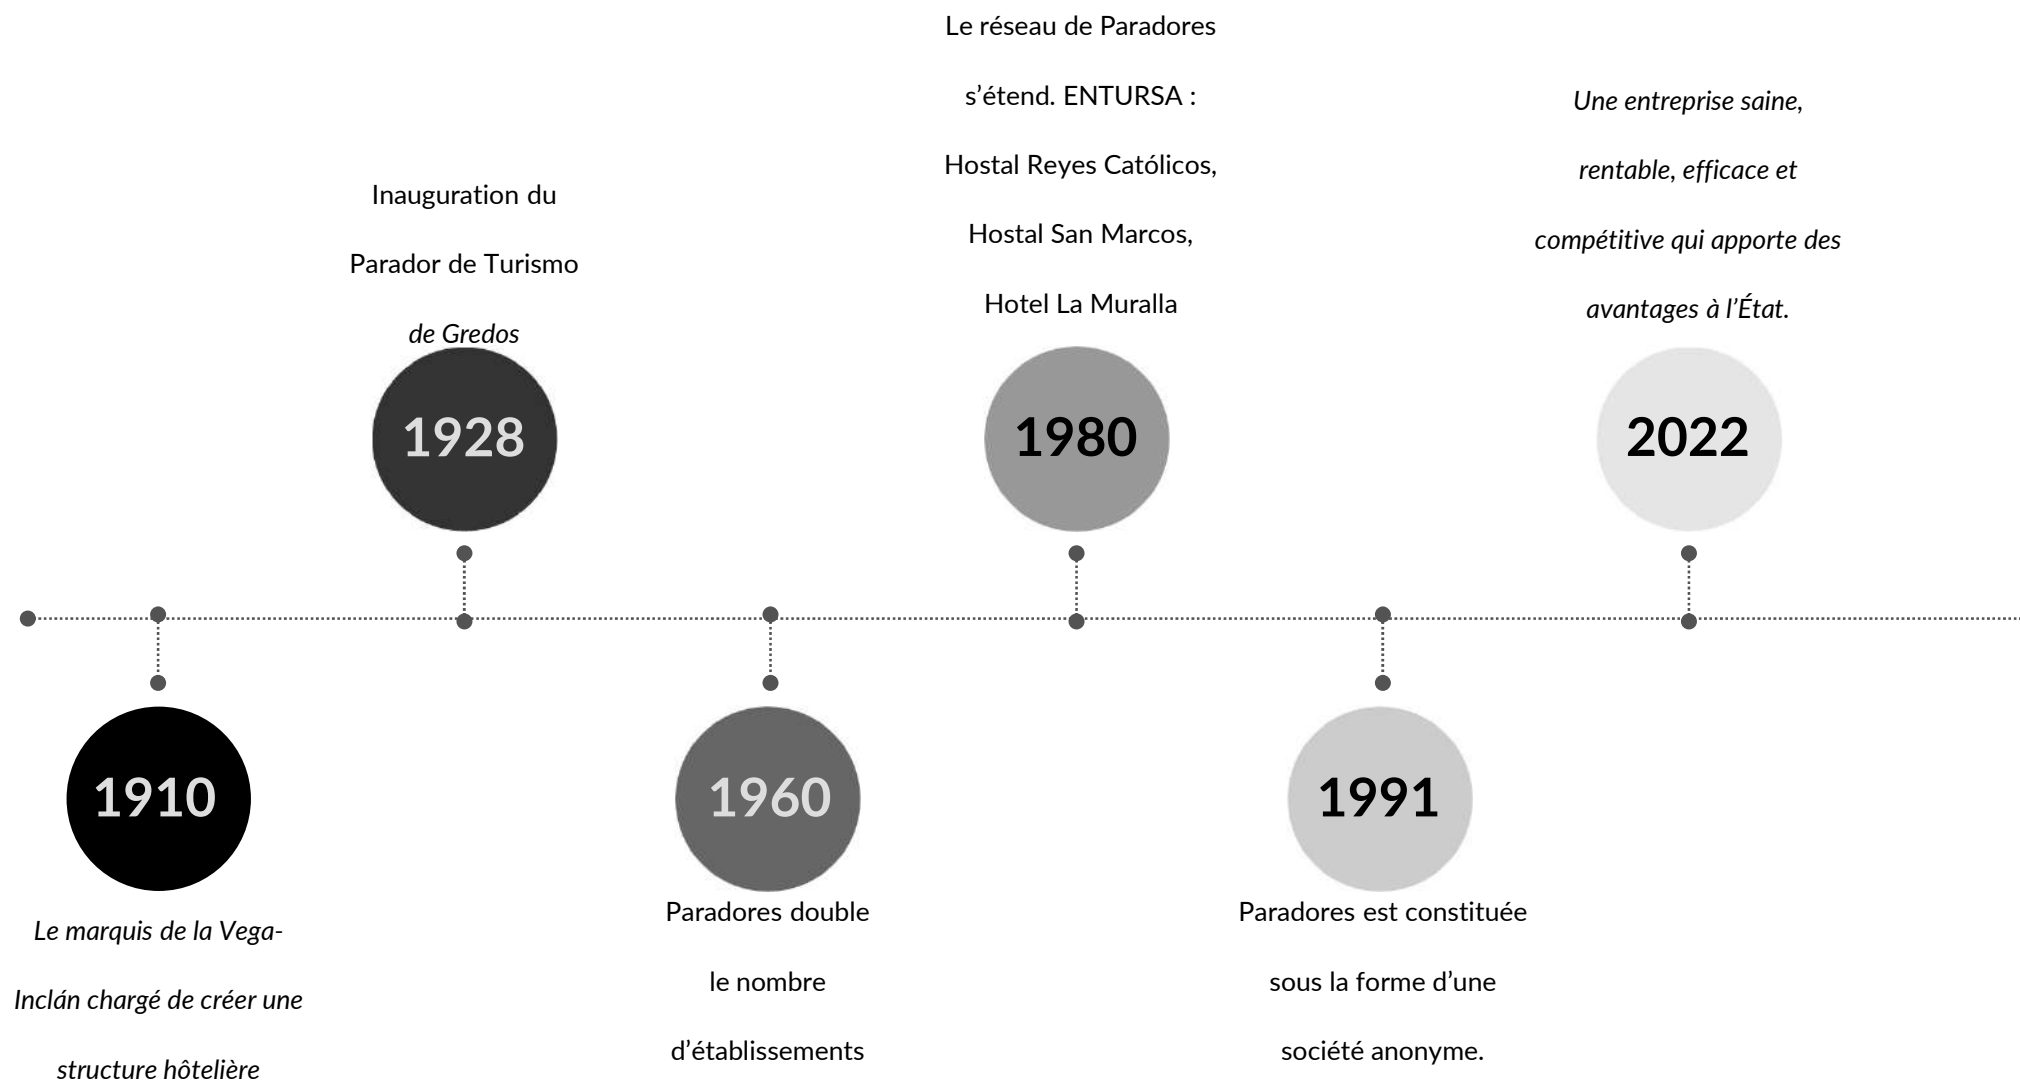 1910
Le marquis de la Vega-
Inclán chargé de créer une
structure hôtelière
Inauguration du
Parador de Turismo
de Gredos
1928
1960
Paradores double
le nombre
d’établissements
Le réseau de Paradores
s’étend. ENTURSA :
Hostal Reyes Católicos,
Hostal San Marcos,
Hotel La Muralla
1980
1991
Paradores est constituée
sous la forme d’une
société anonyme.
Une entreprise saine,
rentable, efficace et
compétitive qui apporte des
avantages à l’État.
2022